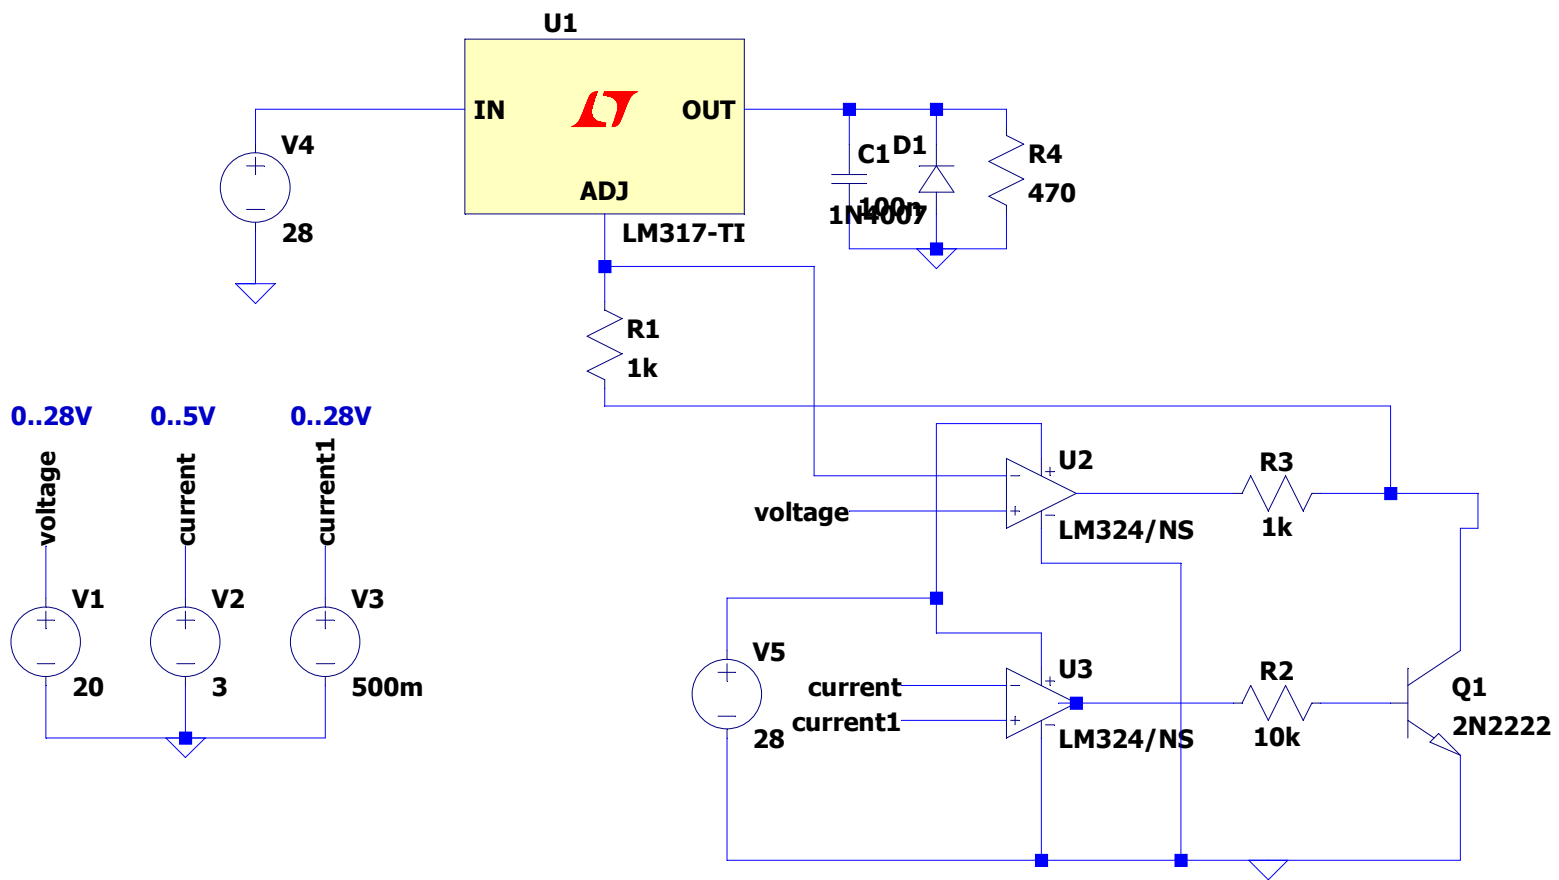 U1
IN
OUT
ADJ
LM317-TI
V4
28
C1
100n
D1
1N4007
R4
470
R1
1k
0..28V
0..5V
0..28V
voltage
current
current1
V1
20
V2
3
V3
500m
voltage
U2
LM324/NS
R3
1k
V5
28
current
current1
U3
LM324/NS
R2
10k
Q1
2N2222